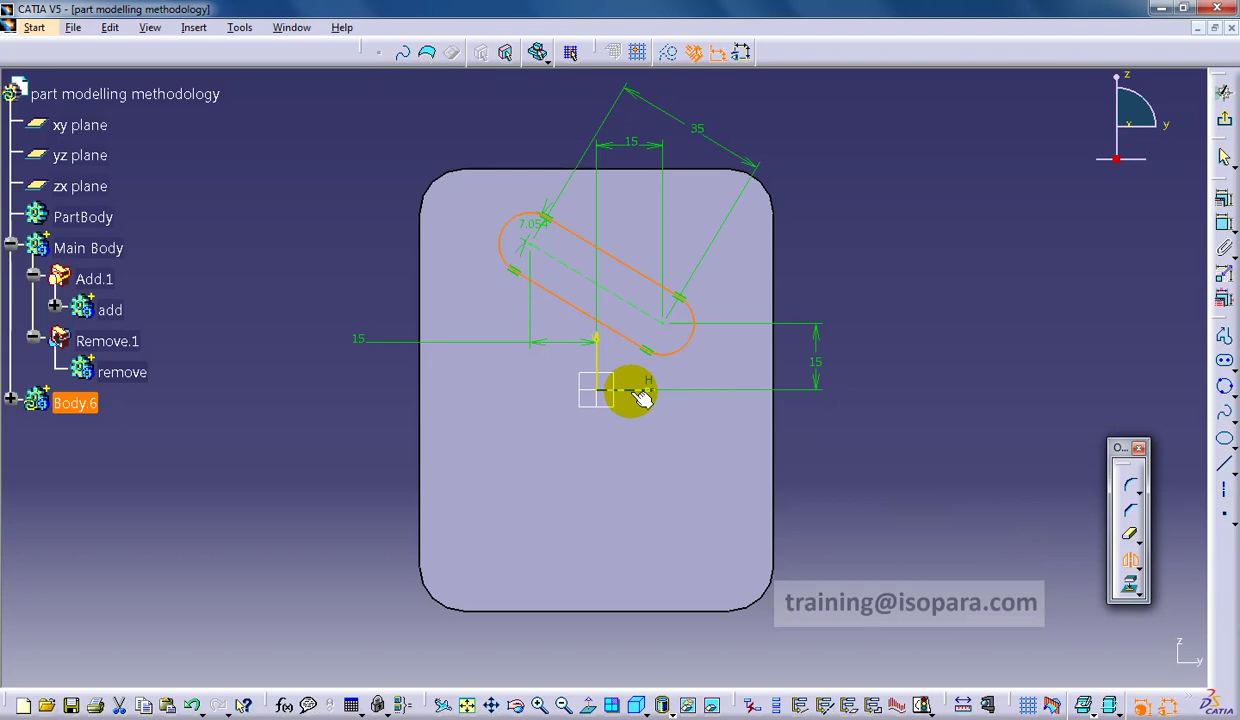 CATIA V5 - [part modelling methodology]
Start File Edit View Insert Tools Window Help
part modelling methodology
xy plane
yz plane
zx plane
PartBody
Main Body
Add.1
add
Remove.1
remove
Body.6
35
15
7.054
15
15
H
z
x
y
O...
training@isopara.com
z
y
f(x)
CATIA